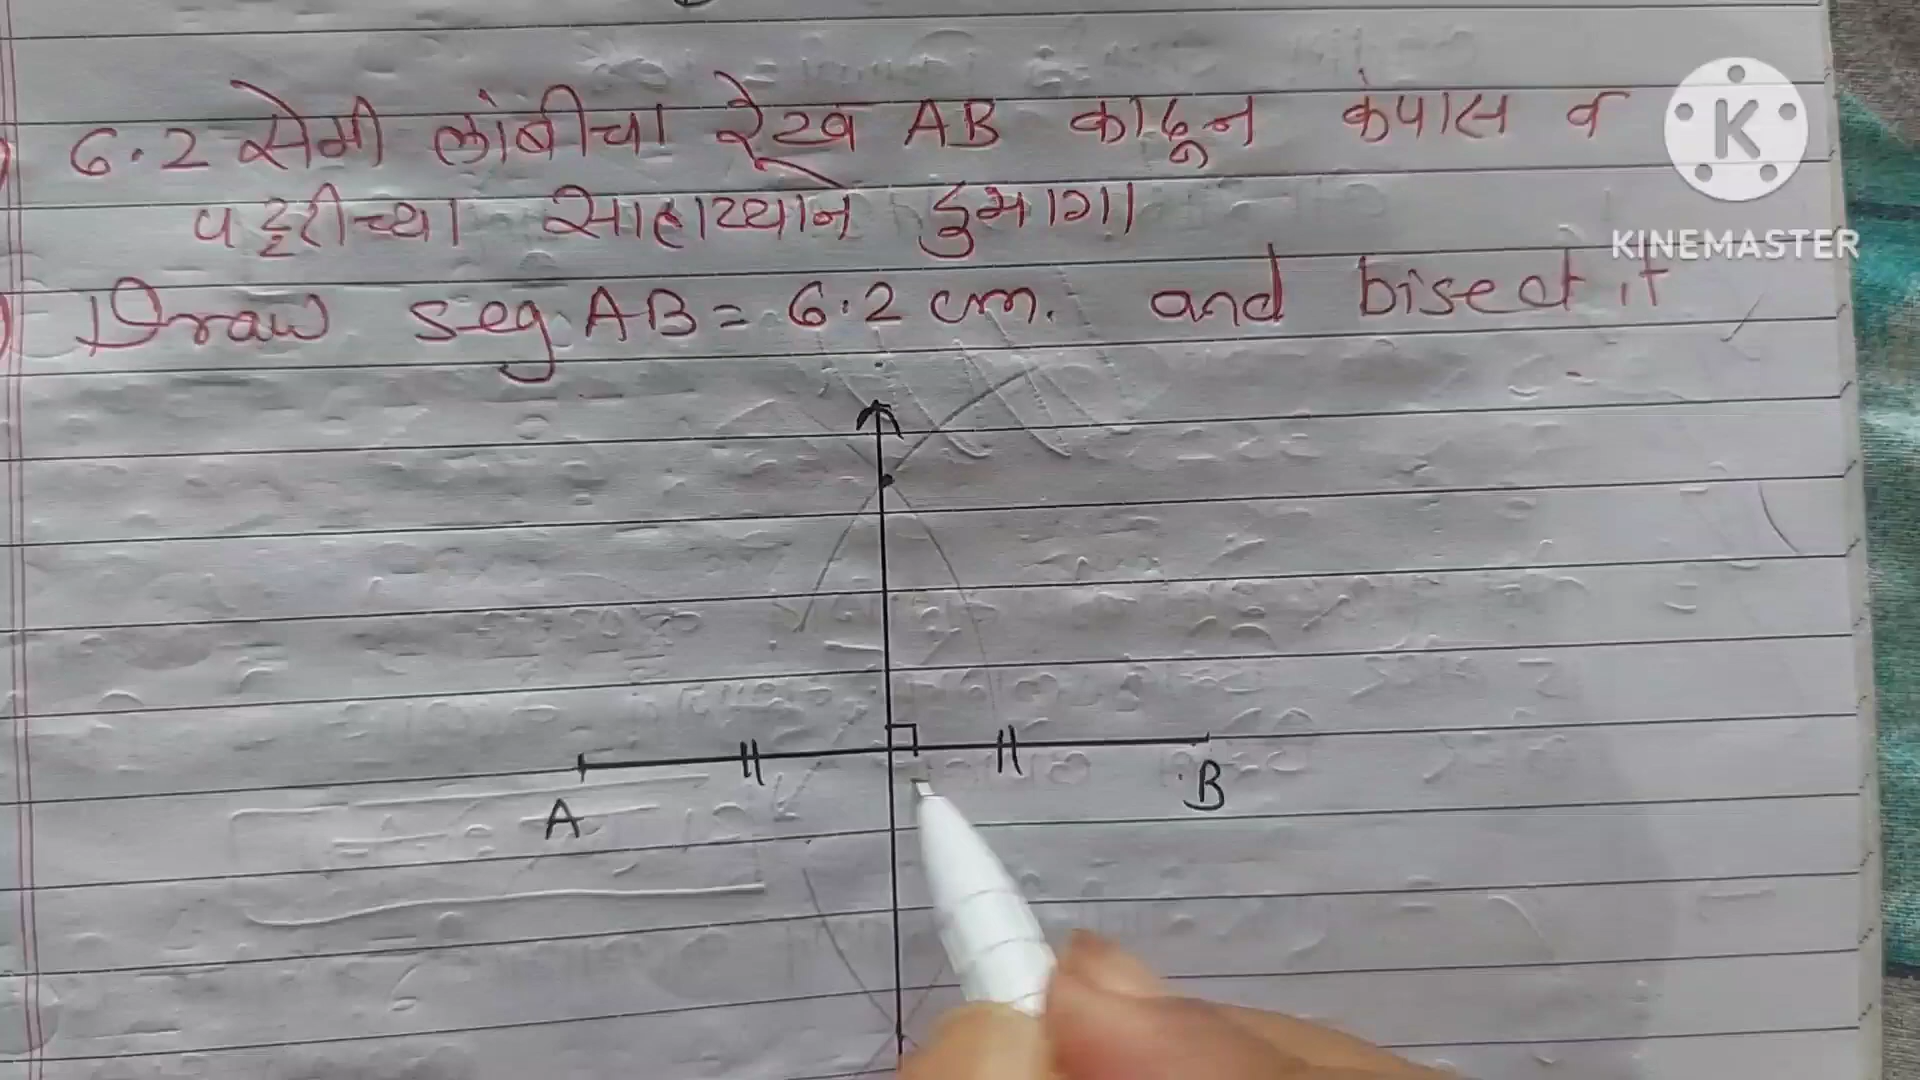 6.2 सेमी लांबीचा रेख AB काढून कंपास व
पट्टीच्या साहाय्याने दुभागा
Draw seg AB = 6.2 cm. and bisect it
K
KINEMASTER
A
B